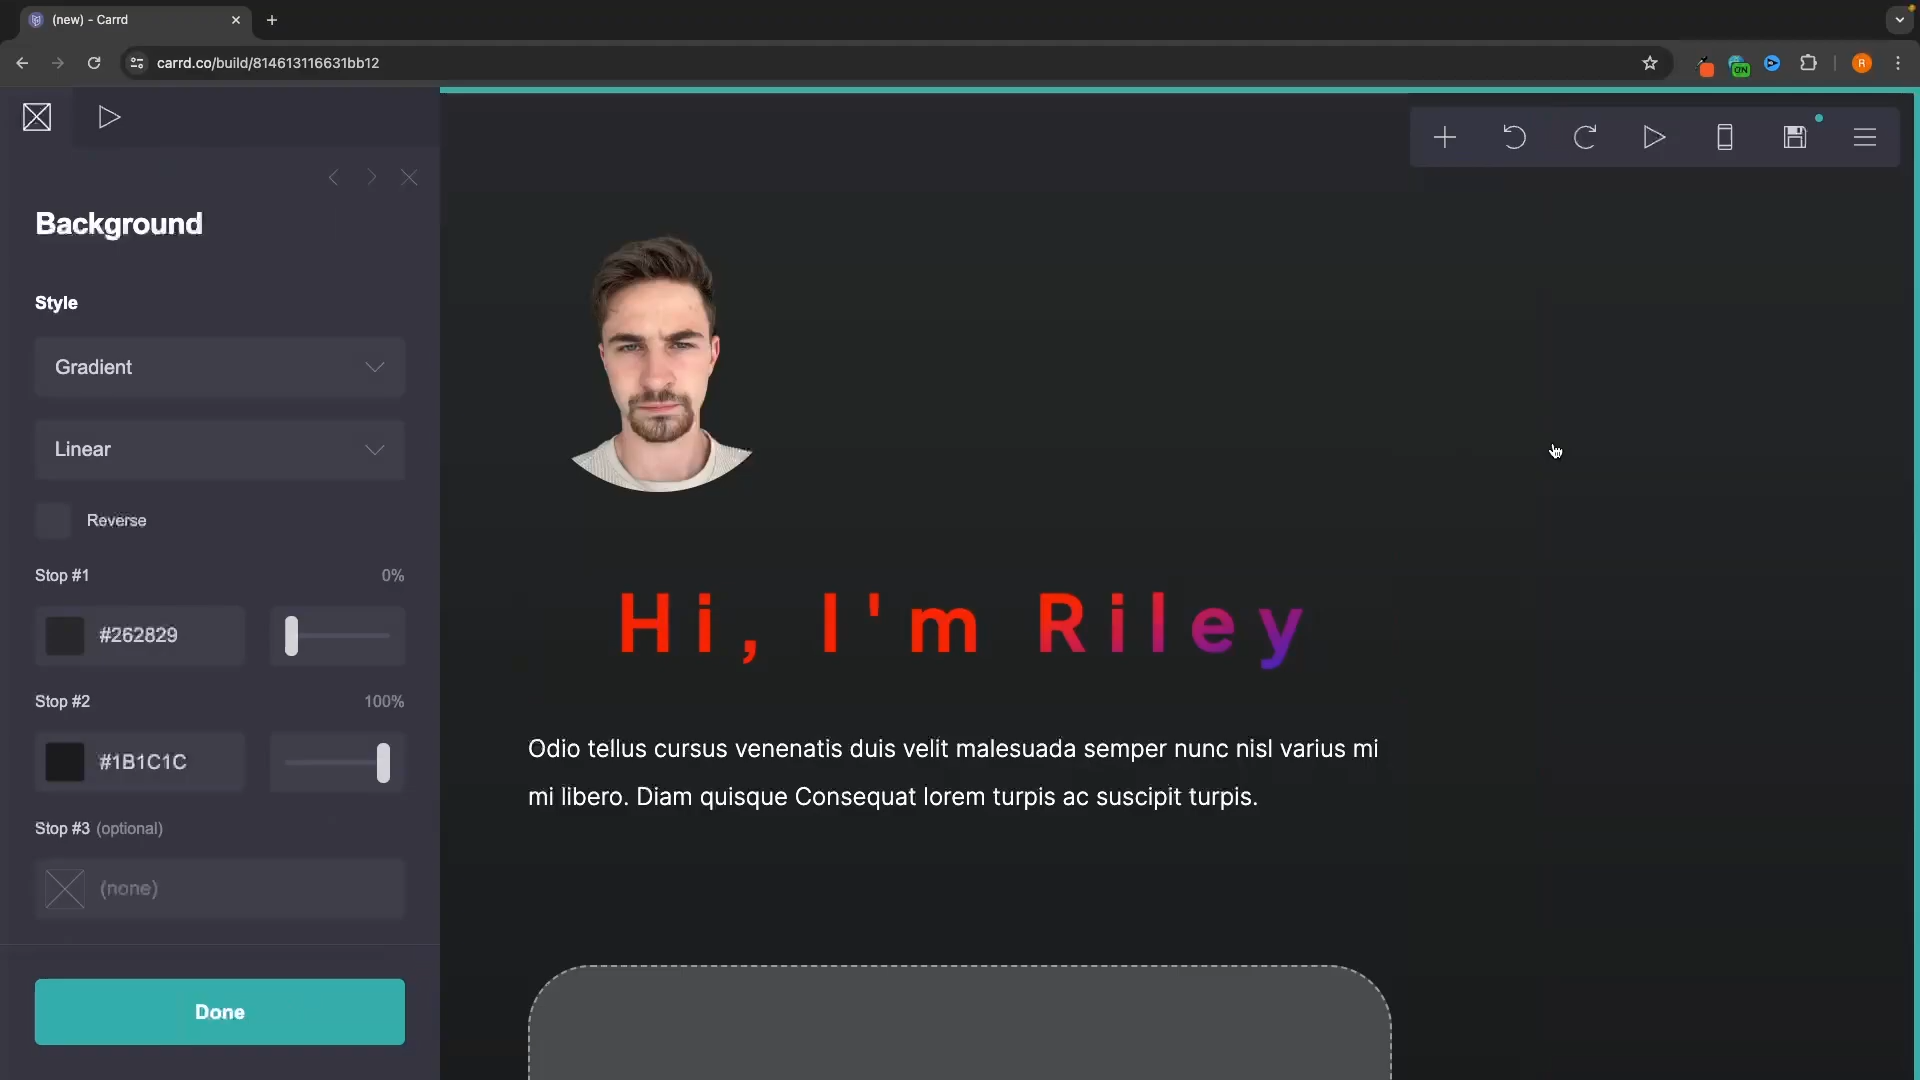 (new) - Carrd
carrd.co/build/814613116631bb12
ON
R
Background
Style
Gradient
Linear
Reverse
Stop #1
0%
#262829
Stop #2
100%
#1B1C1C
Stop #3 (optional)
(none)
Done
Hi, I'm Riley
Odio tellus cursus venenatis duis velit malesuada semper nunc nisl varius mi
mi libero. Diam quisque Consequat lorem turpis ac suscipit turpis.